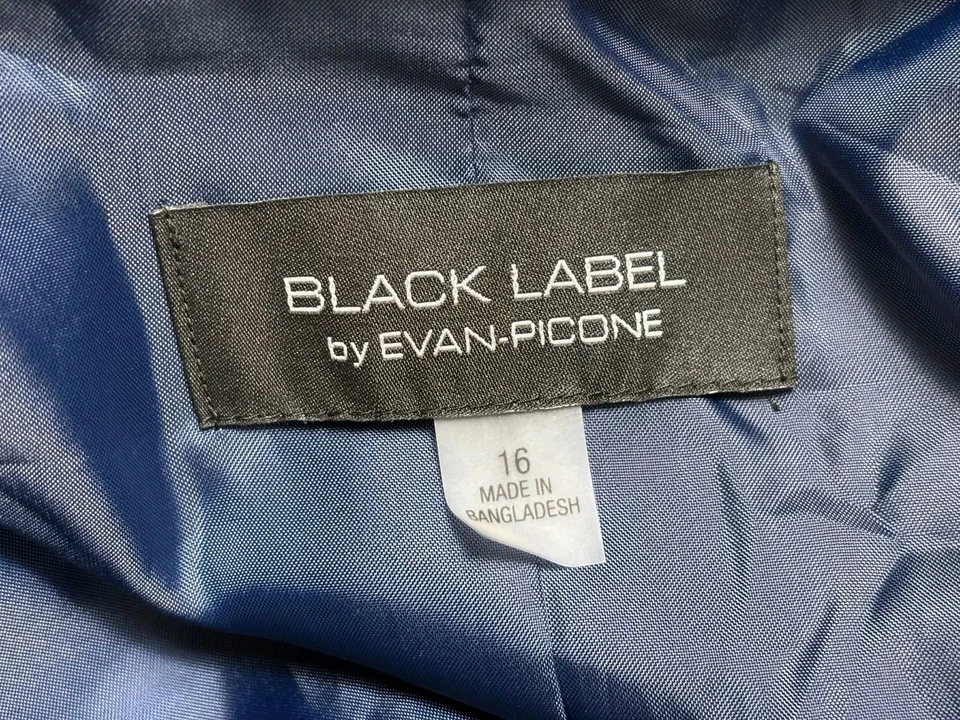 BLACK LABEL
by EVAN-PICONE
16
MADE IN
BANGLADESH